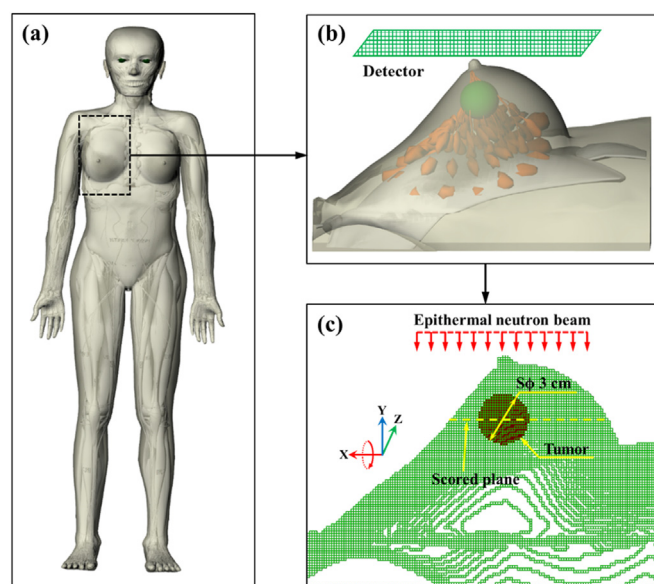 (a)
(b)
Detector
(c)
Epithermal neutron beam
Sϕ 3 cm
Y
Z
X
Tumor
Scored plane